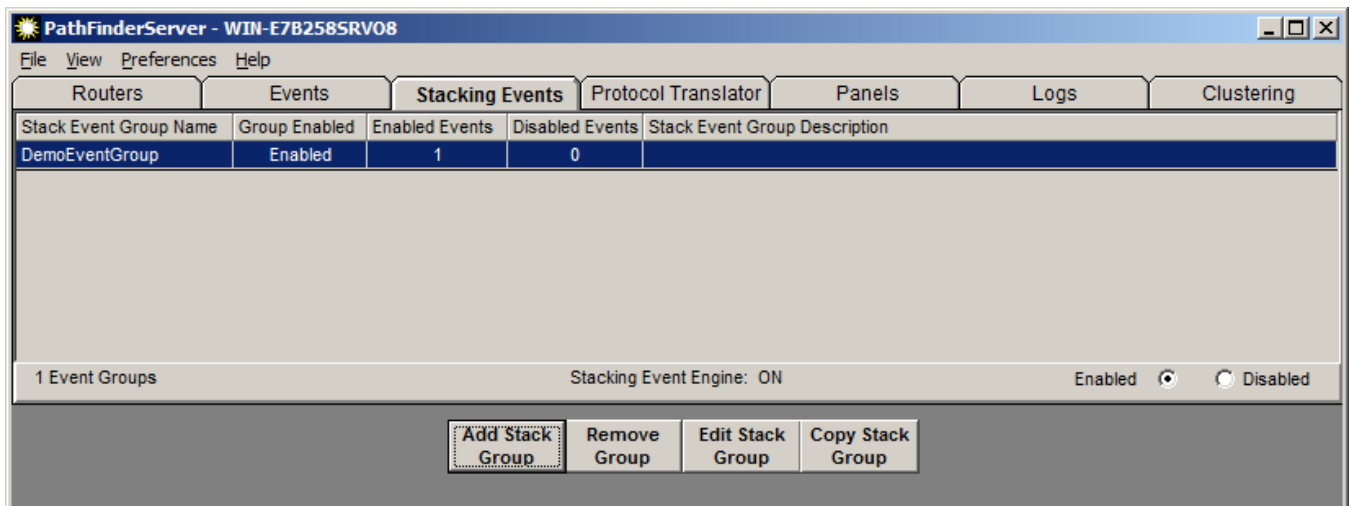 PathFinderServer - WIN-E7B258SRVO8
File View Preferences Help
Routers Events Stacking Events Protocol Translator Panels Logs Clustering
Stack Event Group Name Group Enabled Enabled Events Disabled Events Stack Event Group Description
DemoEventGroup Enabled 1 0
1 Event Groups Stacking Event Engine: ON Enabled Disabled
Add Stack Remove Edit Stack Copy Stack
Group Group Group Group